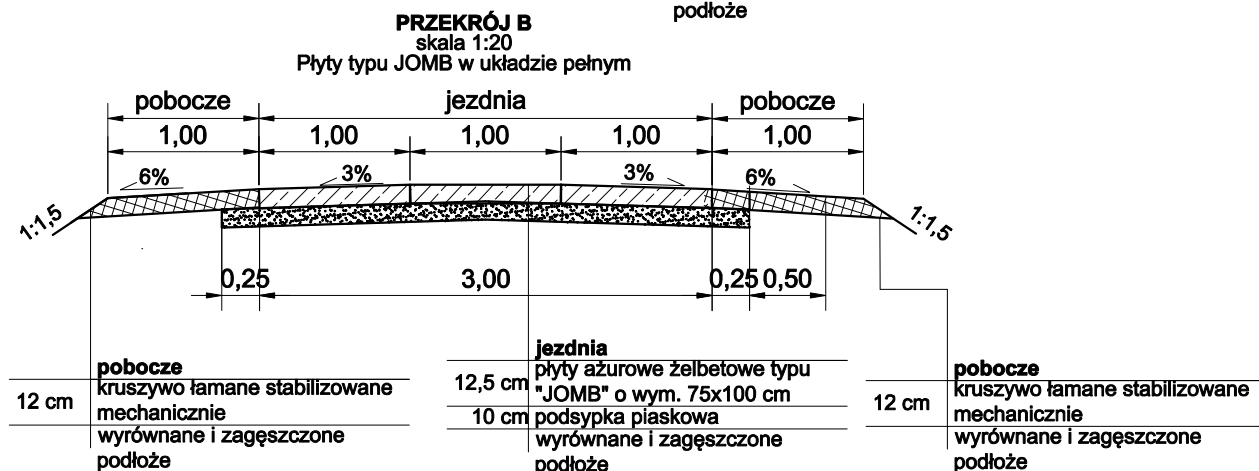 podłoże
PRZEKRÓJ B
skala 1:20
Płyty typu JOMB w układzie pełnym
pobocze jezdnia pobocze
1,00 1,00 1,00 1,00 1,00
6% 3% 3% 6%
1:1,5 1:1,5
0,25 3,00 0,25 0,50
pobocze
12 cm kruszywo łamane stabilizowane
mechanicznie
wyrównane i zagęszczone
podłoże
jezdnia
12,5 cm płyty ażurowe żelbetowe typu
"JOMB" o wym. 75x100 cm
10 cm podsypka piaskowa
wyrównane i zagęszczone
podłoże
pobocze
12 cm kruszywo łamane stabilizowane
mechanicznie
wyrównane i zagęszczone
podłoże